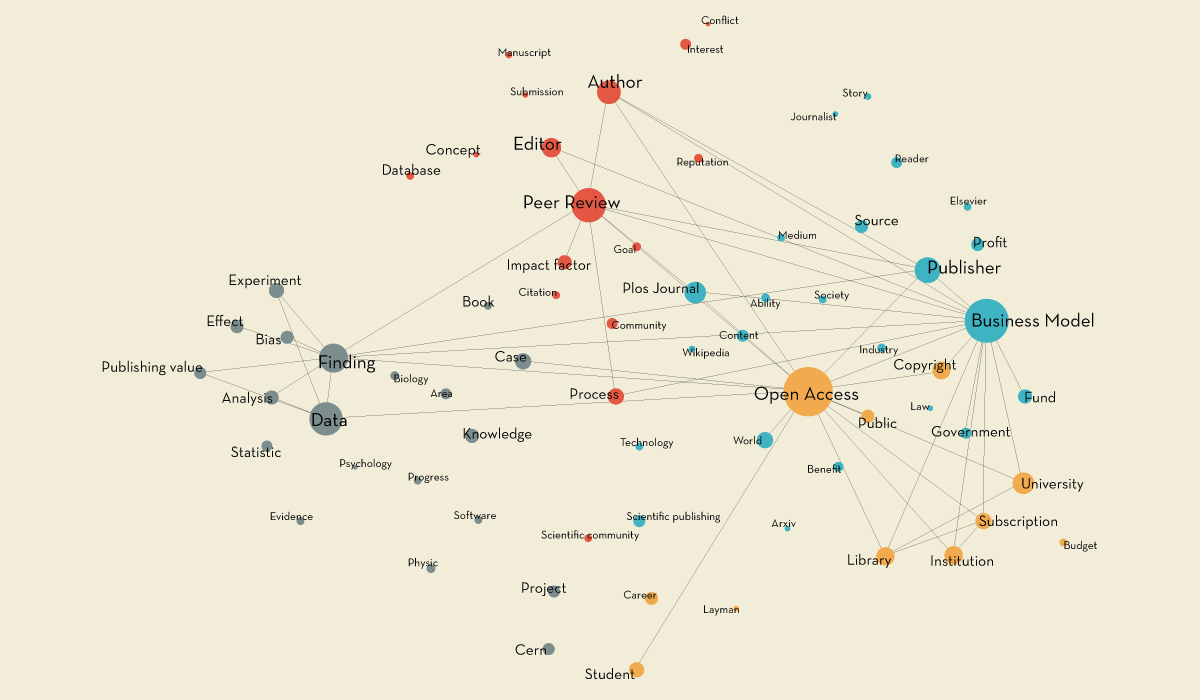 Conflict
Interest
Manuscript
Author
Submission
Story
Journalist
Editor
Concept
Reputation
Reader
Database
Peer Review
Elsevier
Source
Medium
Goal
Profit
Impact factor
Publisher
Experiment
Plos Journal
Citation
Society
Book
Ability
Effect
Business Model
Community
Bias
Content
Industry
Wikipedia
Case
Finding
Copyright
Publishing value
Biology
Area
Process
Open Access
Analysis
Fund
Law
Data
Public
Knowledge
Government
World
Technology
Statistic
Psychology
Benefit
Progress
University
Evidence
Software
Scientific publishing
Arxiv
Subscription
Scientific community
Budget
Physic
Library
Institution
Project
Career
Layman
Cern
Student